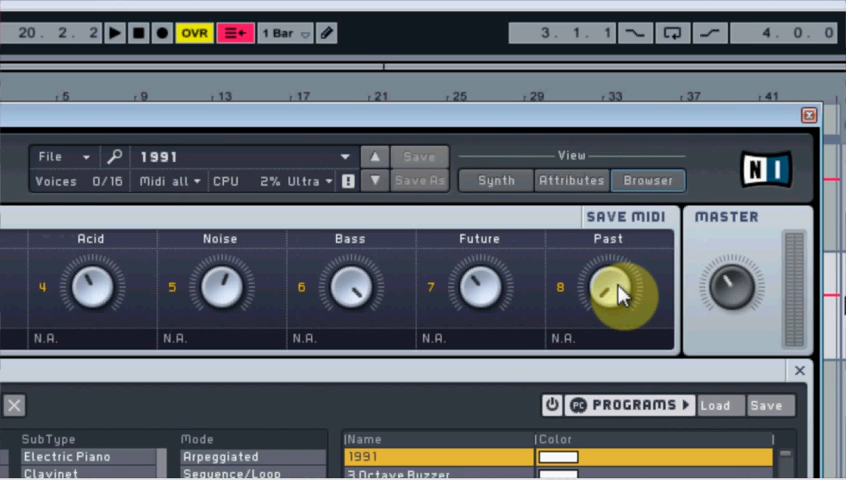 20. 2. 2 OVR 1 Bar 3. 1. 1 4. 0. 0
5 9 13 17 21 25 29 33 37 41
File 1991 Save View
Voices 0/16 Midi all CPU 2% Ultra ! Save As Synth Attributes Browser
NI
SAVE MIDI MASTER
Acid Noise Bass Future Past
4 5 6 7 8
N.A. N.A. N.A. N.A. N.A.
PC PROGRAMS Load Save
SubType Mode Name Color
Electric Piano Arpeggiated 1991
Clavinet Sequence/Loop 3 Octave Buzzer